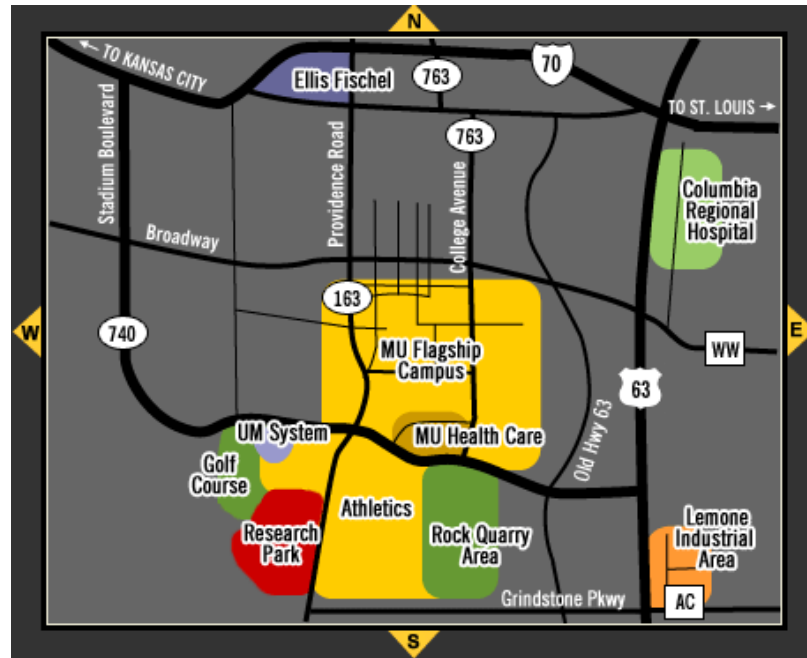 N
← TO KANSAS CITY
Ellis Fischel
763
70
TO ST. LOUIS →
763
Stadium Boulevard
Providence Road
College Avenue
Columbia
Regional
Hospital
Broadway
163
W
740
MU Flagship
Campus
WW
E
63
Old Hwy 63
UM System
MU Health Care
Golf
Course
Athletics
Research
Park
Rock Quarry
Area
Lemone
Industrial
Area
Grindstone Pkwy
AC
S